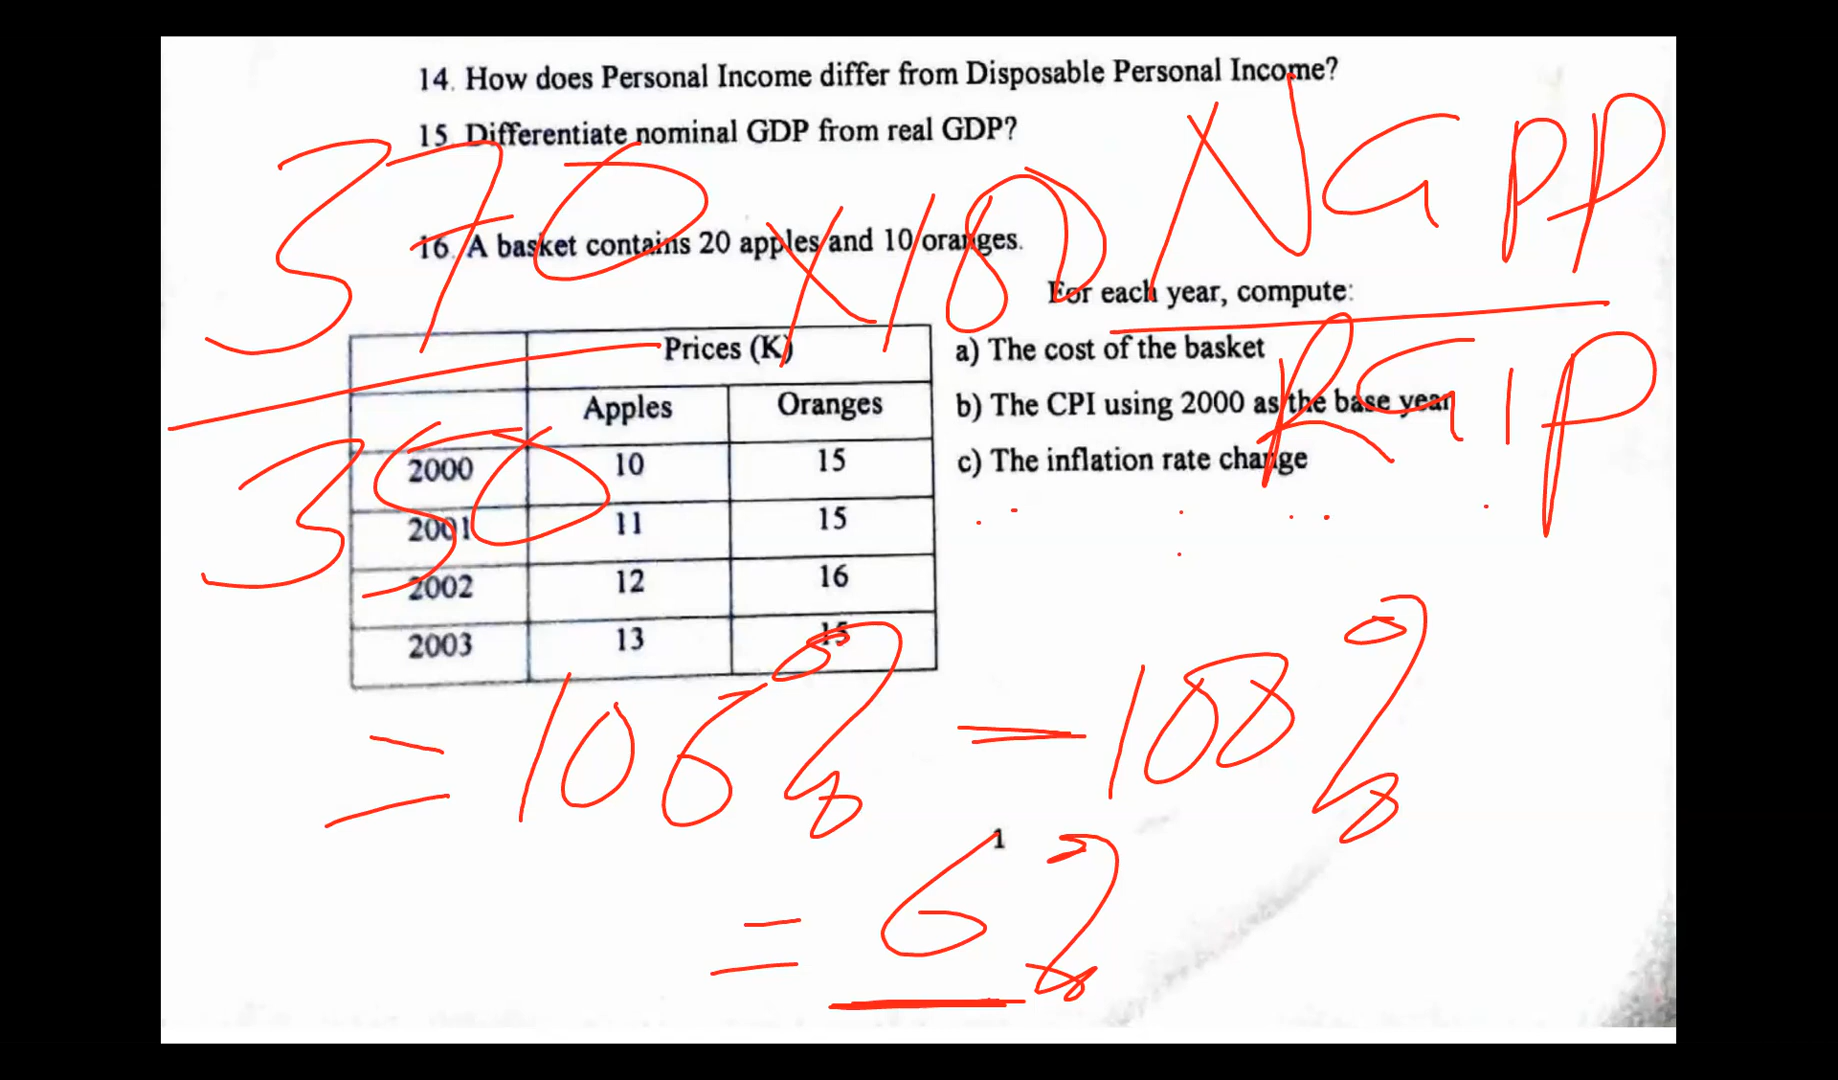 14. How does Personal Income differ from Disposable Personal Income?
15. Differentiate nominal GDP from real GDP?
370 x100
16. A basket contains 20 apples and 10 oranges.
For each year, compute:
Prices (K)
a) The cost of the basket
Apples Oranges
b) The CPI using 2000 as the base year
2000 10 15
c) The inflation rate change
350
2001 11 15
2002 12 16
2003 13 15
= 106% - 100%
1
= 6%